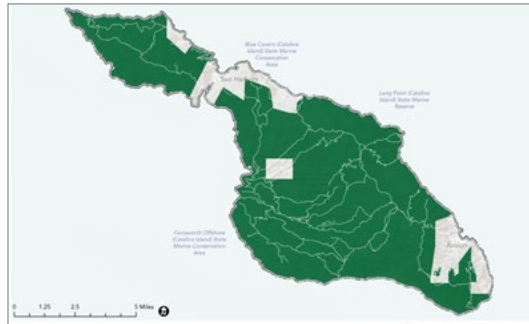 Blue Cavern (Catalina
Island) State Marine
Conservation
Area
Two Harbors
Long Point (Catalina
Island) State Marine
Reserve
Farnsworth Offshore
(Catalina Island) State
Marine Conservation
Area
Avalon
0 1.25 2.5 5 Miles
N